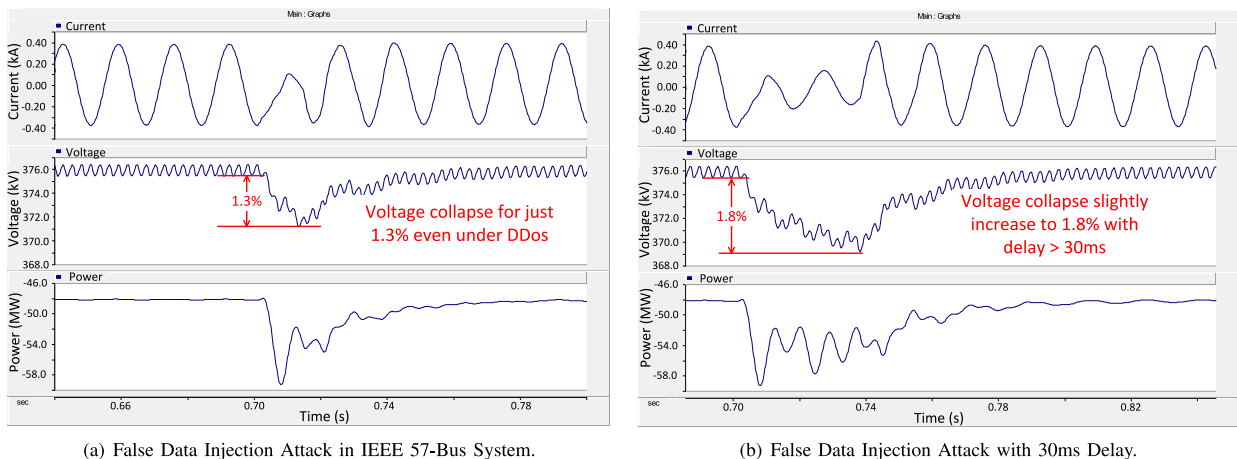 Main : Graphs
Current
Current (kA)
0.40
0.20
0.00
-0.20
-0.40
Voltage
Voltage (kV)
376.0
374.0
372.0
370.0
368.0
1.3%
Voltage collapse for just
1.3% even under DDos
Power
Power (MW)
-46.0
-50.0
-54.0
-58.0
sec
0.66
0.70
0.74
0.78
Time (s)
(a) False Data Injection Attack in IEEE 57-Bus System.
Main : Graphs
Current
Current (kA)
0.40
0.20
0.00
-0.20
-0.40
Voltage
Voltage (kV)
376.0
374.0
372.0
370.0
368.0
1.8%
Voltage collapse slightly
increase to 1.8% with
delay > 30ms
Power
Power (MW)
-46.0
-50.0
-54.0
-58.0
sec
0.70
0.74
0.78
0.82
Time (s)
(b) False Data Injection Attack with 30ms Delay.